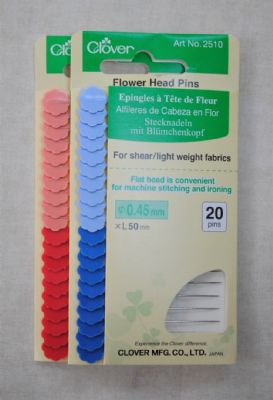 Clover
Clover
Art No. 2510
Flower Head Pins
Epingles à Tête de Fleur
Alfileres de Cabeza en Flor
Stecknadeln
mit Blümchenkopf
For shear/light weight fabrics
Flat head is convenient
for machine stitching and ironing
φ0.45mm
×L50mm
20
pins
Experience the Clover difference.
CLOVER MFG. CO., LTD. JAPAN